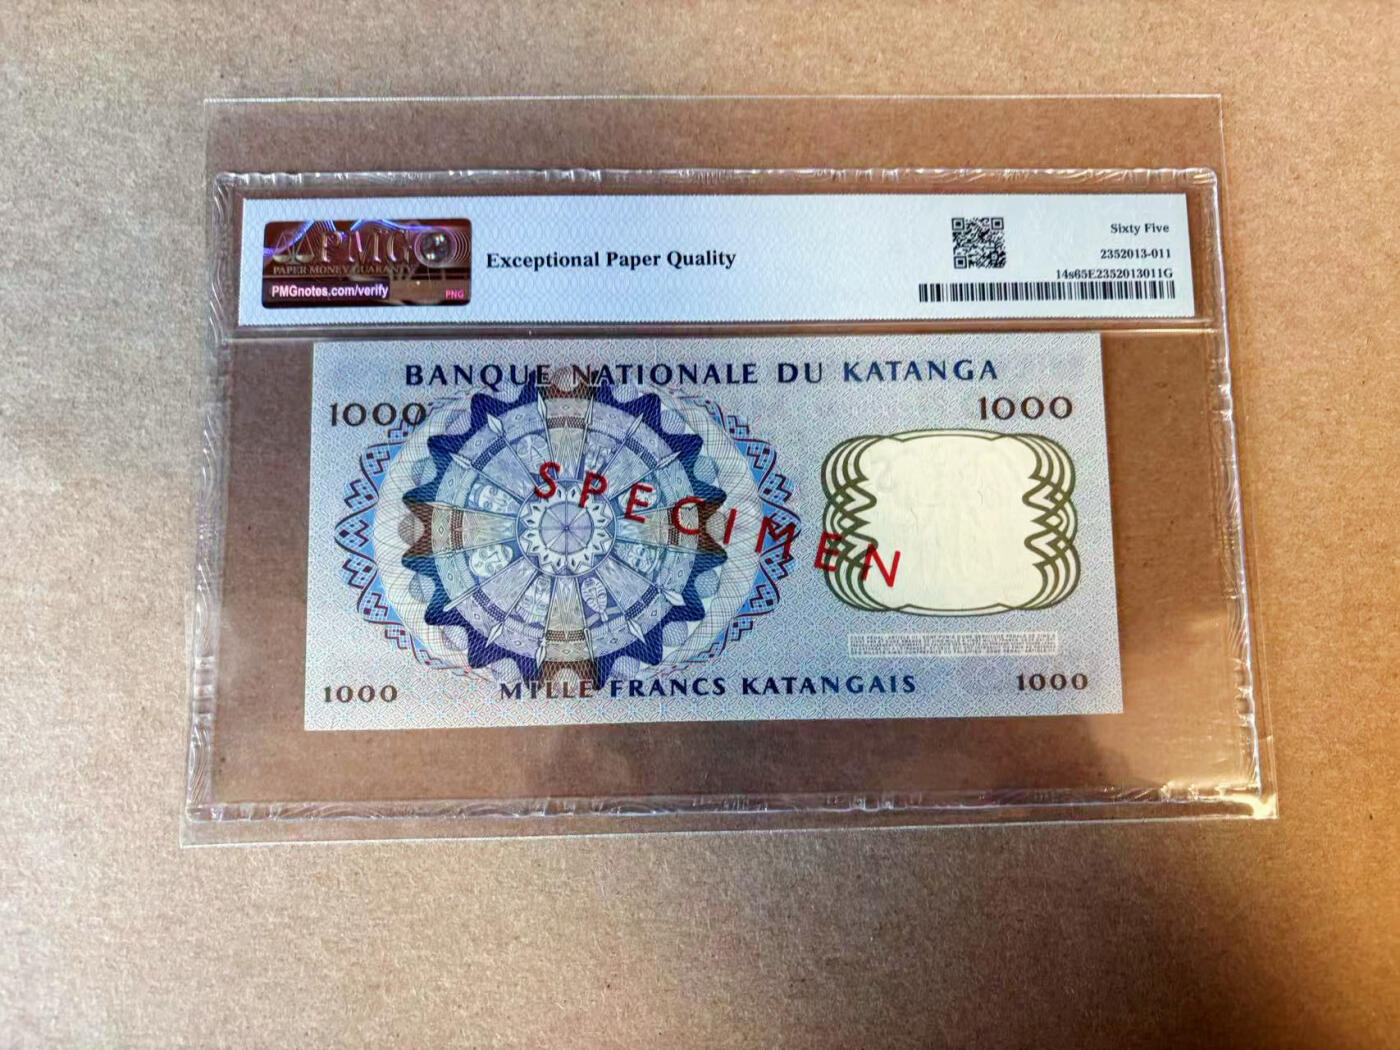 PMG
PAPER MONEY GUARANTY
PMGnotes.com/verify
PNG
Exceptional Paper Quality
Sixty Five
2352013-011
14s65E2352013011G
BANQUE NATIONALE DU KATANGA
1000
1000
SPECIMEN
1000
MILLE FRANCS KATANGAIS
1000